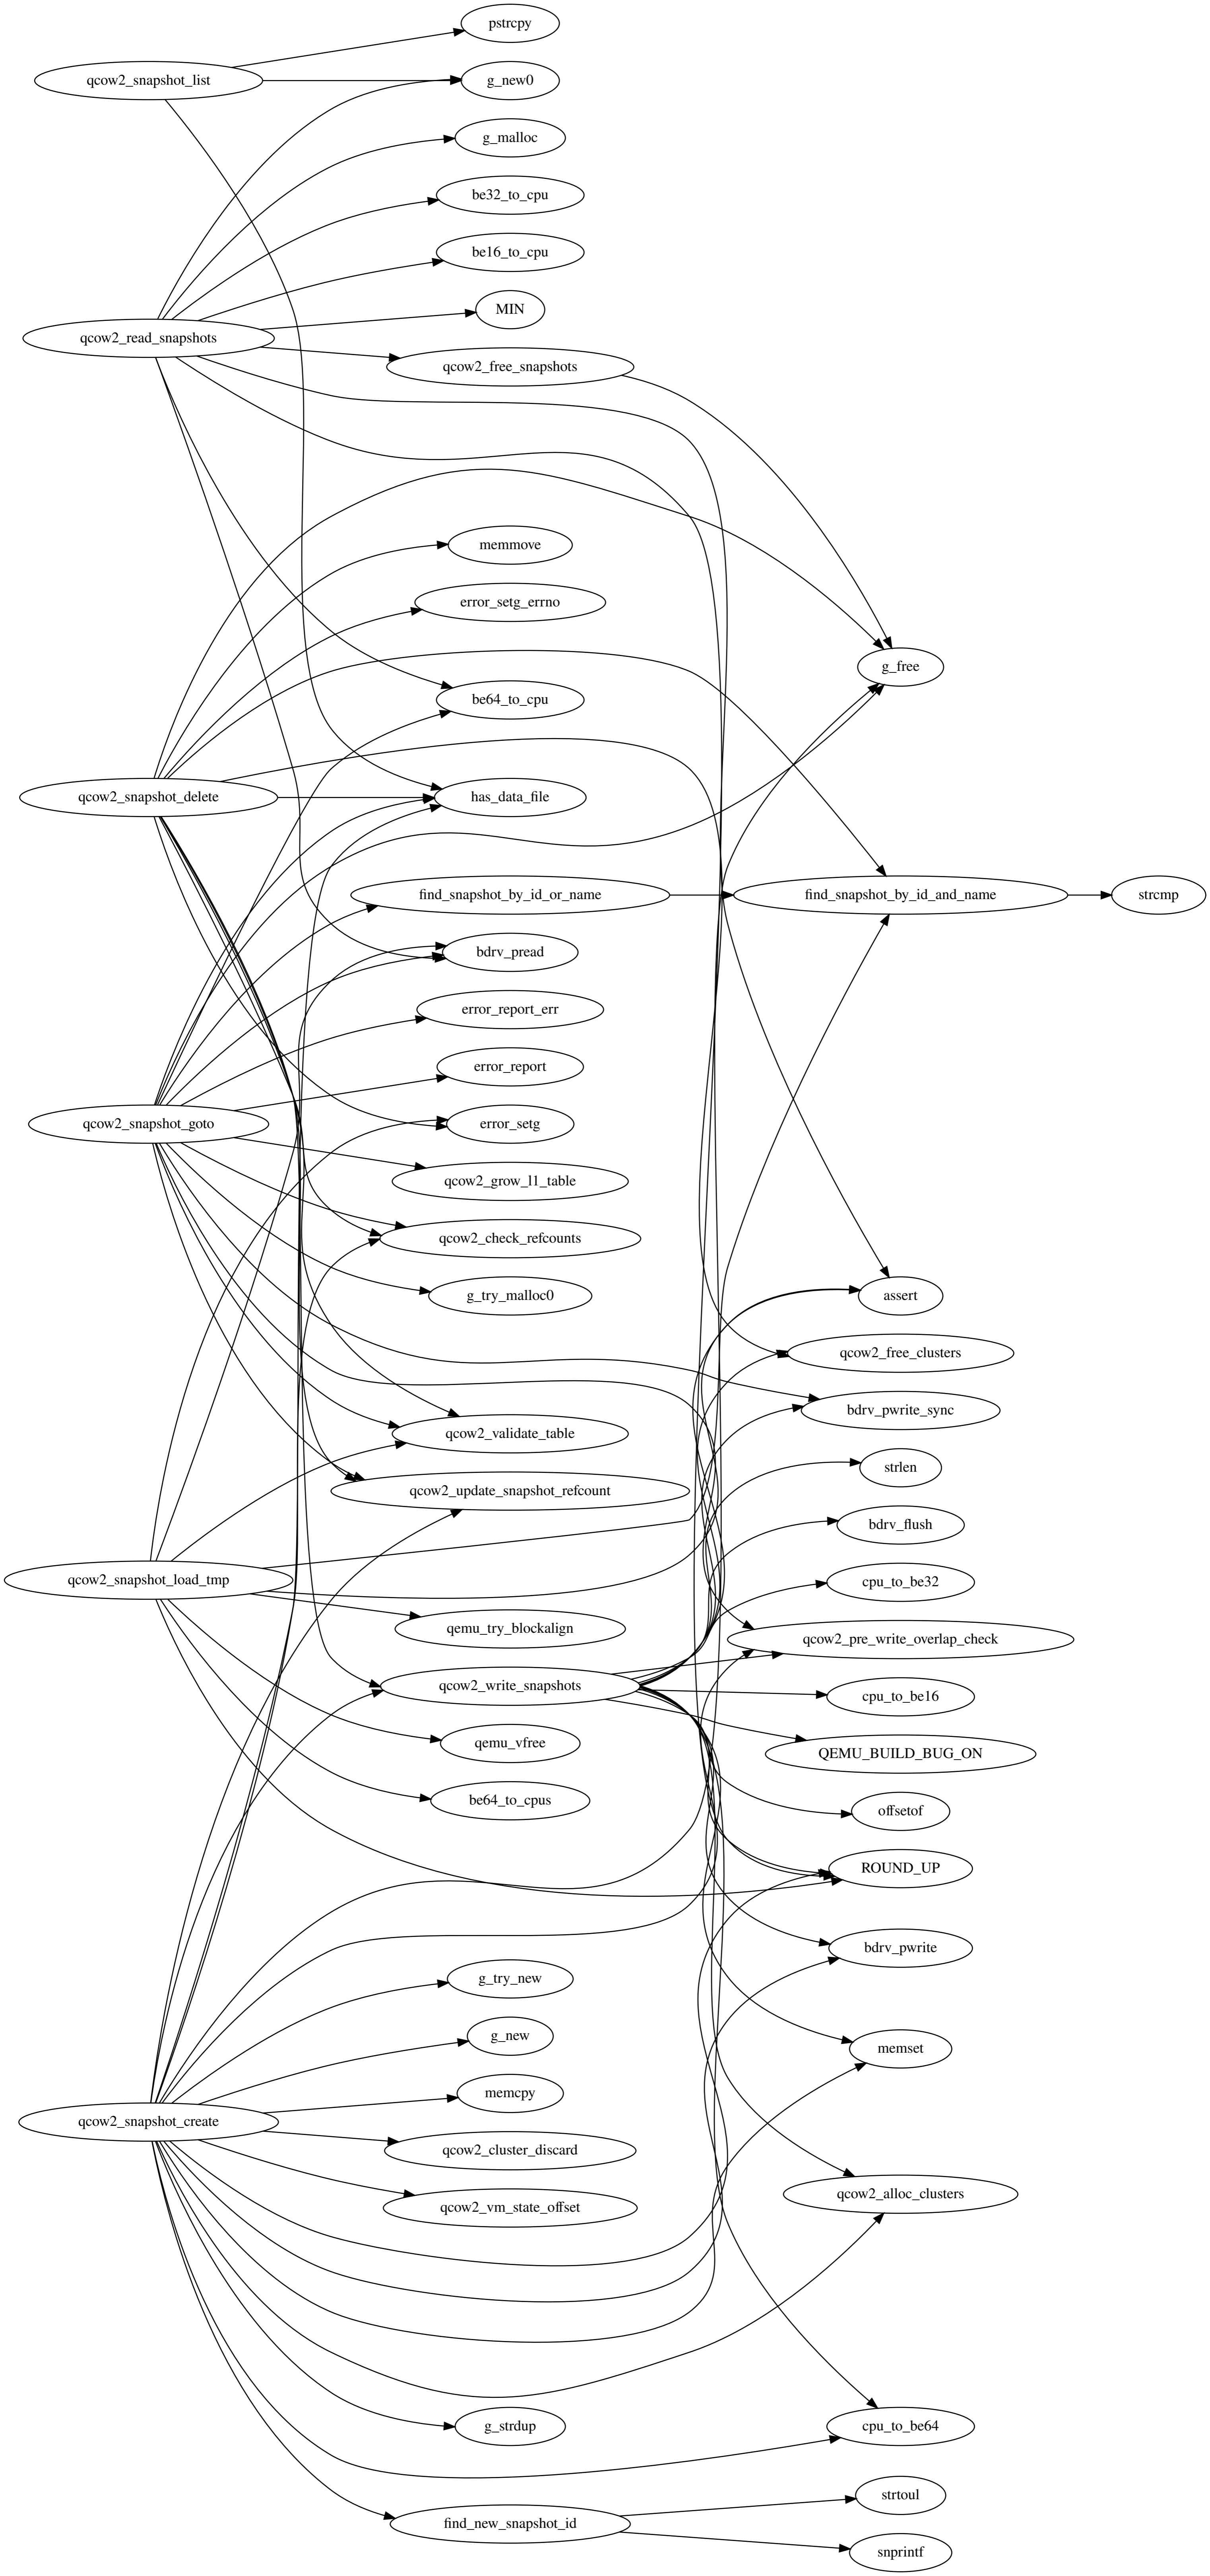 pstrcpy
qcow2_snapshot_list
g_new0
g_malloc
be32_to_cpu
be16_to_cpu
MIN
qcow2_read_snapshots
qcow2_free_snapshots
memmove
error_setg_errno
g_free
be64_to_cpu
qcow2_snapshot_delete
has_data_file
find_snapshot_by_id_or_name
find_snapshot_by_id_and_name
strcmp
bdrv_pread
error_report_err
error_report
qcow2_snapshot_goto
error_setg
qcow2_grow_l1_table
qcow2_check_refcounts
g_try_malloc0
assert
qcow2_free_clusters
bdrv_pwrite_sync
qcow2_validate_table
strlen
qcow2_update_snapshot_refcount
bdrv_flush
qcow2_snapshot_load_tmp
cpu_to_be32
qemu_try_blockalign
qcow2_pre_write_overlap_check
qcow2_write_snapshots
cpu_to_be16
qemu_vfree
QEMU_BUILD_BUG_ON
be64_to_cpus
offsetof
ROUND_UP
bdrv_pwrite
g_try_new
g_new
memset
memcpy
qcow2_snapshot_create
qcow2_cluster_discard
qcow2_alloc_clusters
qcow2_vm_state_offset
g_strdup
cpu_to_be64
strtoul
find_new_snapshot_id
snprintf